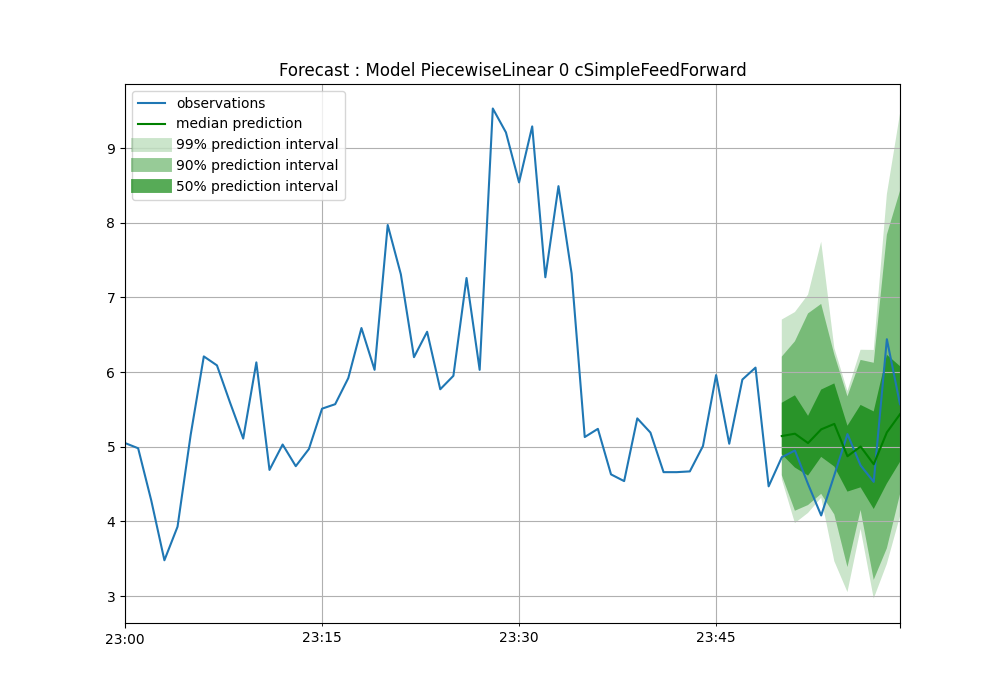 Forecast : Model PiecewiseLinear 0 cSimpleFeedForward
observations
median prediction
99% prediction interval
90% prediction interval
50% prediction interval
9
8
7
6
5
4
3
23:00
23:15
23:30
23:45